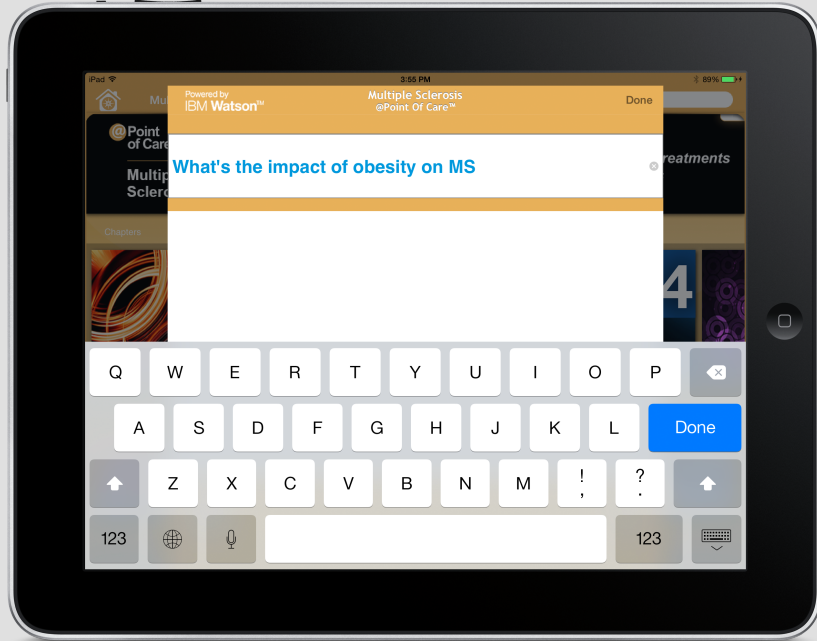 iPad 3:55 PM 89%
Mu
Powered by
IBM Watson™
Multiple Sclerosis
@Point Of Care™
Done
@Point
of Care
Multip
Sclero
reatments
What's the impact of obesity on MS
Chapters
4
Q W E R T Y U I O P
A S D F G H J K L Done
Z X C V B N M ! , ? .
123 123